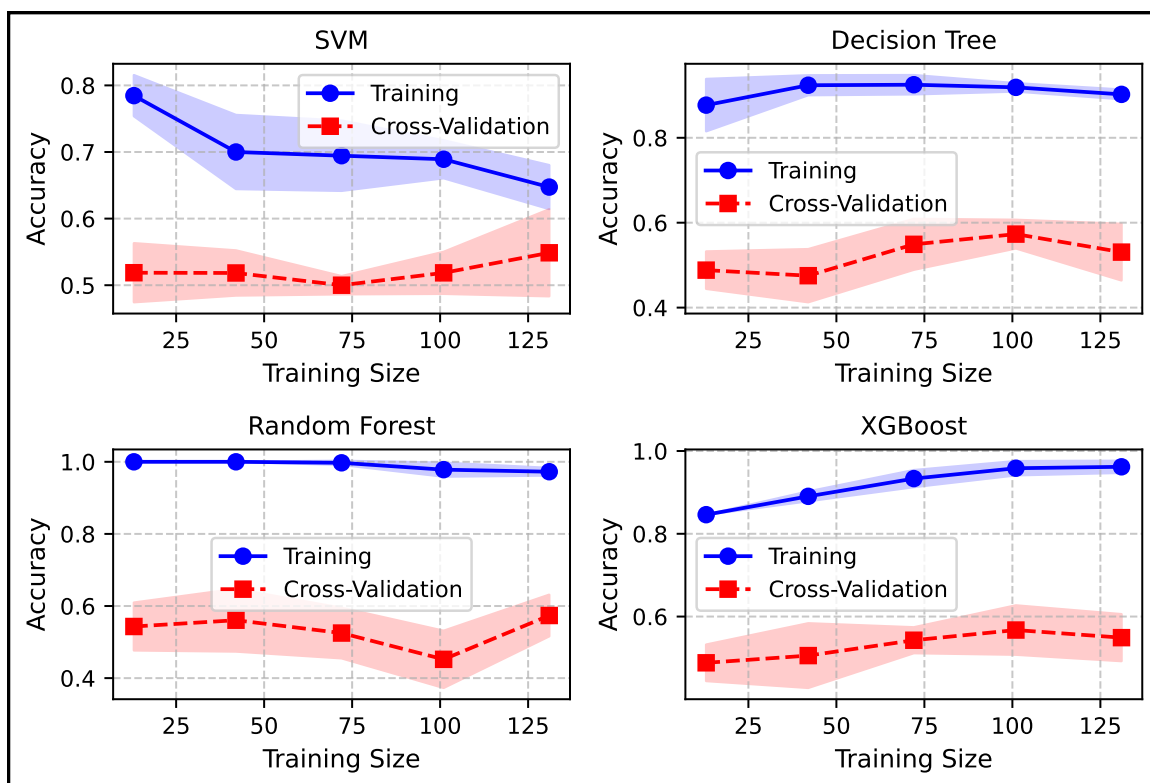 SVM
0.8
0.7
0.6
0.5
Accuracy
Training
Cross-Validation
25
50
75
100
125
Training Size
Decision Tree
0.8
0.6
0.4
Accuracy
Training
Cross-Validation
25
50
75
100
125
Training Size
Random Forest
1.0
0.8
0.6
0.4
Accuracy
Training
Cross-Validation
25
50
75
100
125
Training Size
XGBoost
1.0
0.8
0.6
Accuracy
Training
Cross-Validation
25
50
75
100
125
Training Size